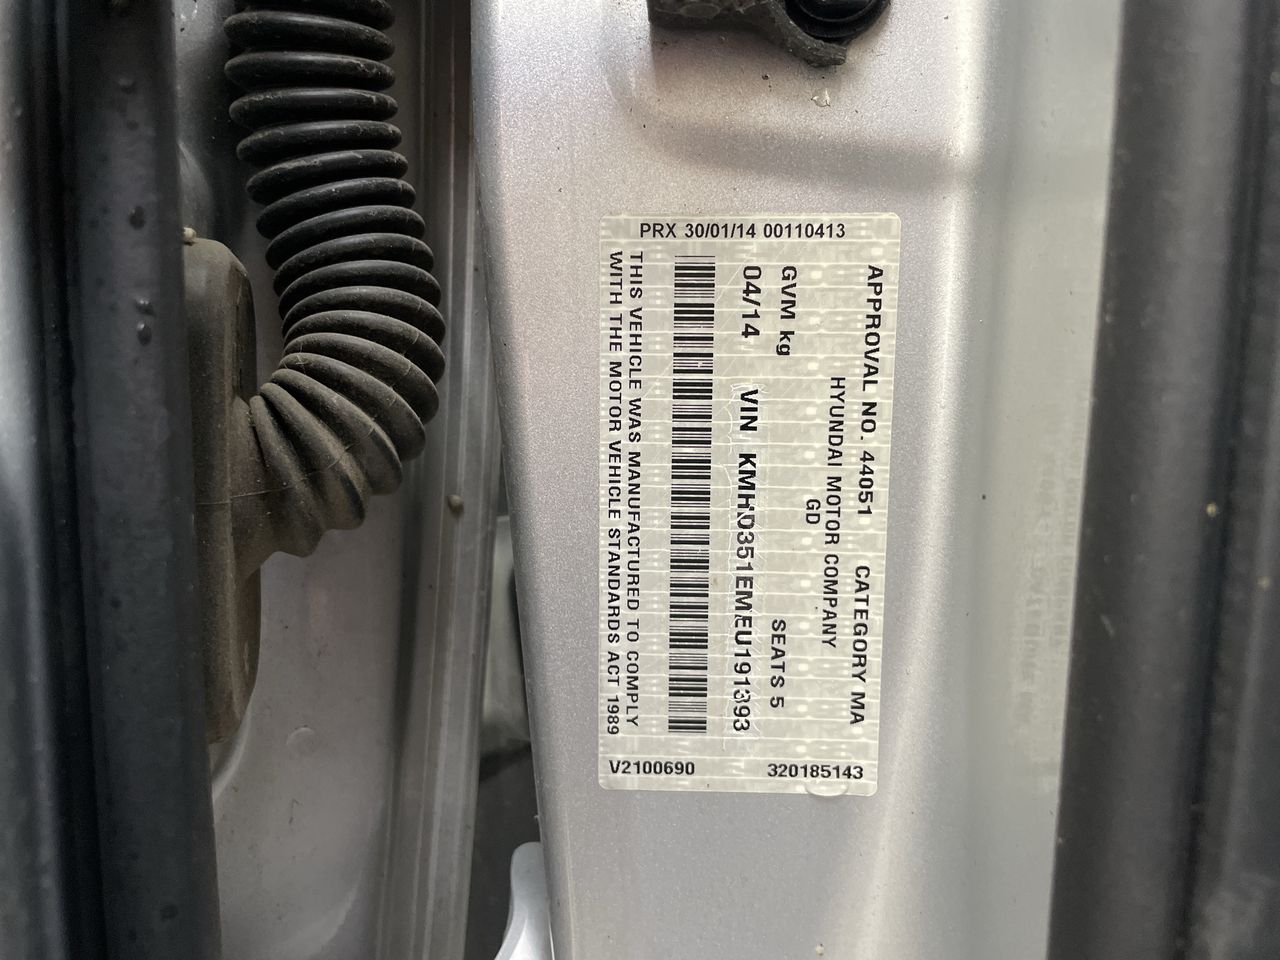 PRX 30/01/14 00110413
APPROVAL NO. 44051 CATEGORY MA
HYUNDAI MOTOR COMPANY
GD
GVM kg SEATS 5
04/14 VIN KMHD351EMEU191393
THIS VEHICLE WAS MANUFACTURED TO COMPLY
WITH THE MOTOR VEHICLE STANDARDS ACT 1989
V2100690 320185143